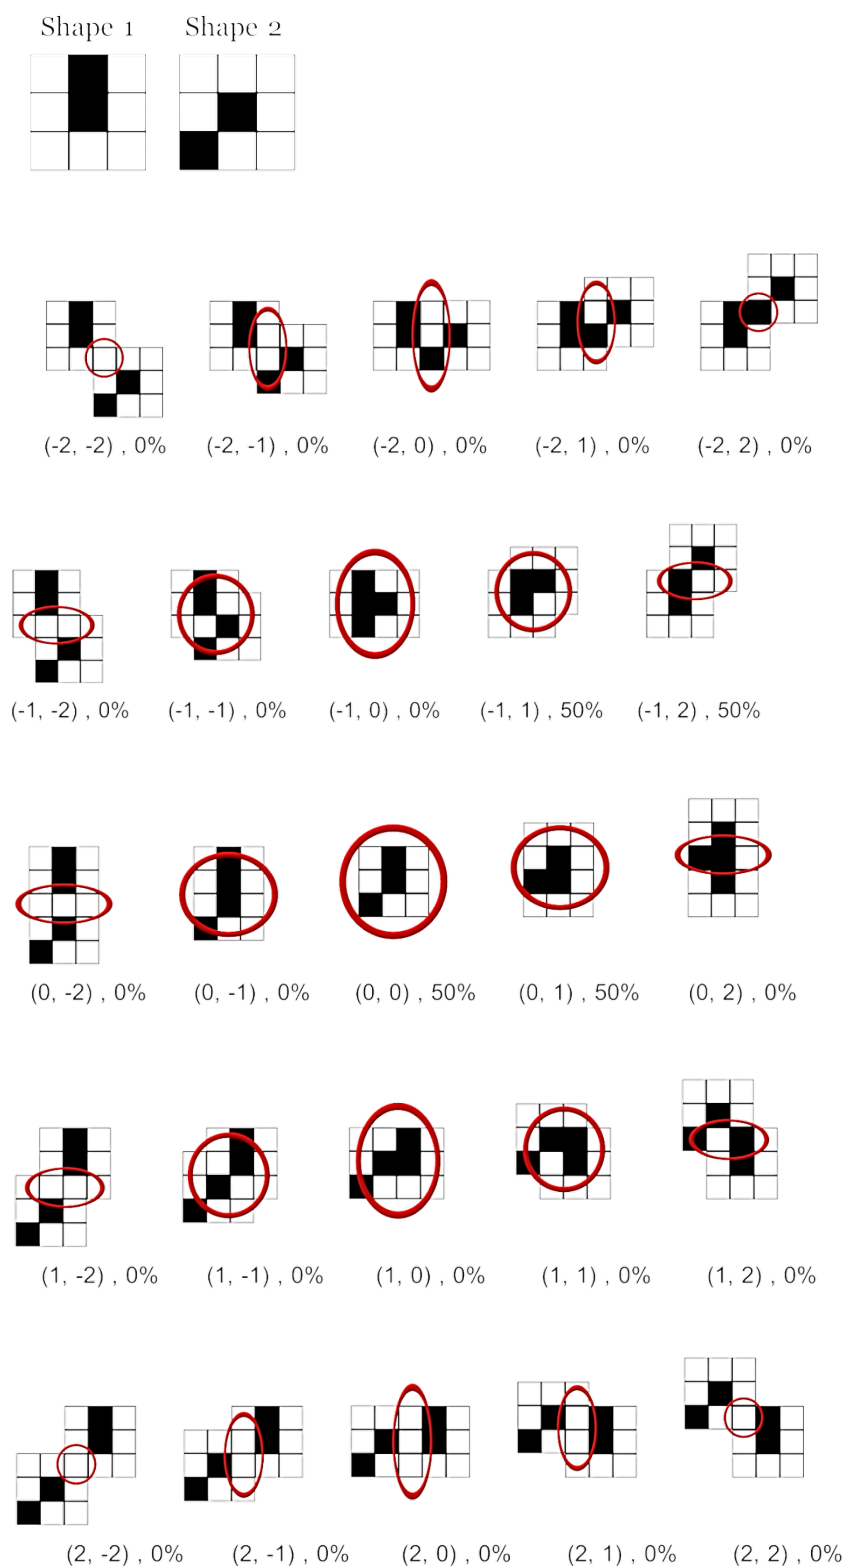 Shape 1 Shape 2
(-2, -2) , 0% (-2, -1) , 0% (-2, 0) , 0% (-2, 1) , 0% (-2, 2) , 0%
(-1, -2) , 0% (-1, -1) , 0% (-1, 0) , 0% (-1, 1) , 50% (-1, 2) , 50%
(0, -2) , 0% (0, -1) , 0% (0, 0) , 50% (0, 1) , 50% (0, 2) , 0%
(1, -2) , 0% (1, -1) , 0% (1, 0) , 0% (1, 1) , 0% (1, 2) , 0%
(2, -2) , 0% (2, -1) , 0% (2, 0) , 0% (2, 1) , 0% (2, 2) , 0%